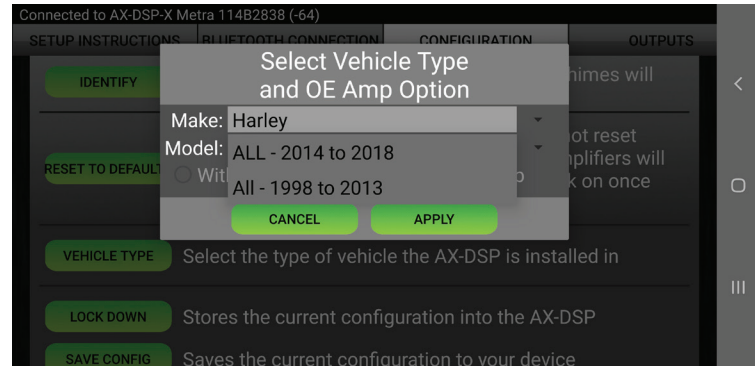 Connected to AX-DSP-X Metra 114B2838 (-64)
SETUP INSTRUCTIONS BLUETOOTH CONNECTION CONFIGURATION OUTPUTS
Select Vehicle Type
and OE Amp Option
IDENTIFY
himes will
Make: Harley
Model: ALL - 2014 to 2018
ot reset
RESET TO DEFAULT
All - 1998 to 2013
k on once
CANCEL APPLY
VEHICLE TYPE Select the type of vehicle the AX-DSP is installed in
LOCK DOWN Stores the current configuration into the AX-DSP
SAVE CONFIG Saves the current configuration to your device